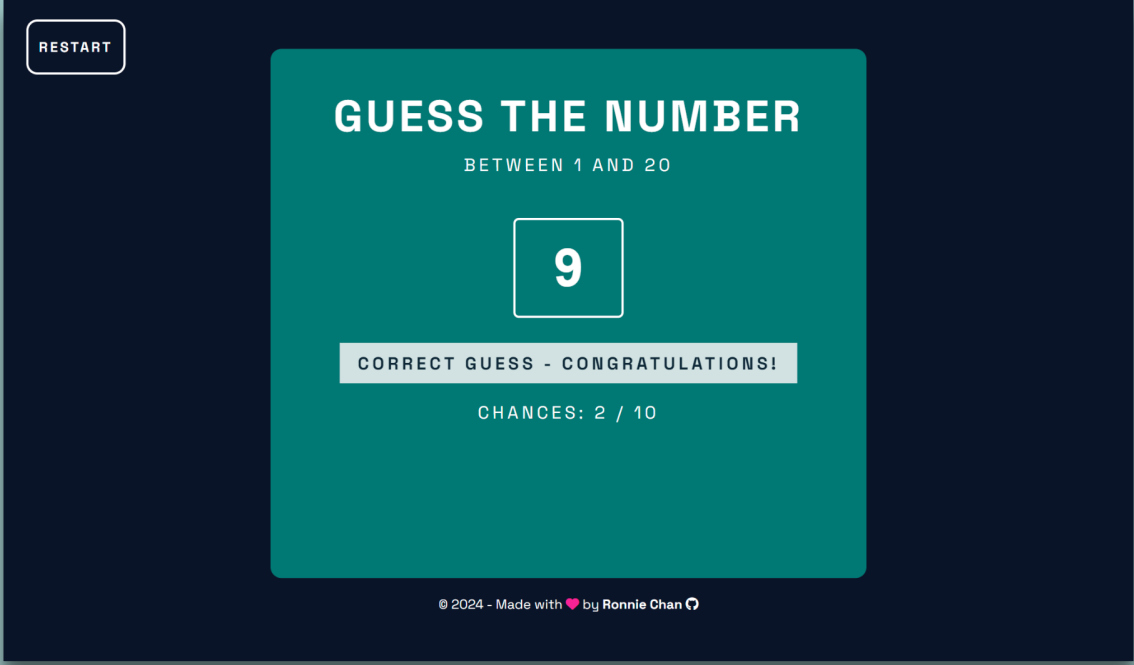 RESTART
GUESS THE NUMBER
BETWEEN 1 AND 20
9
CORRECT GUESS - CONGRATULATIONS!
CHANCES: 2 / 10
© 2024 - Made with by Ronnie Chan